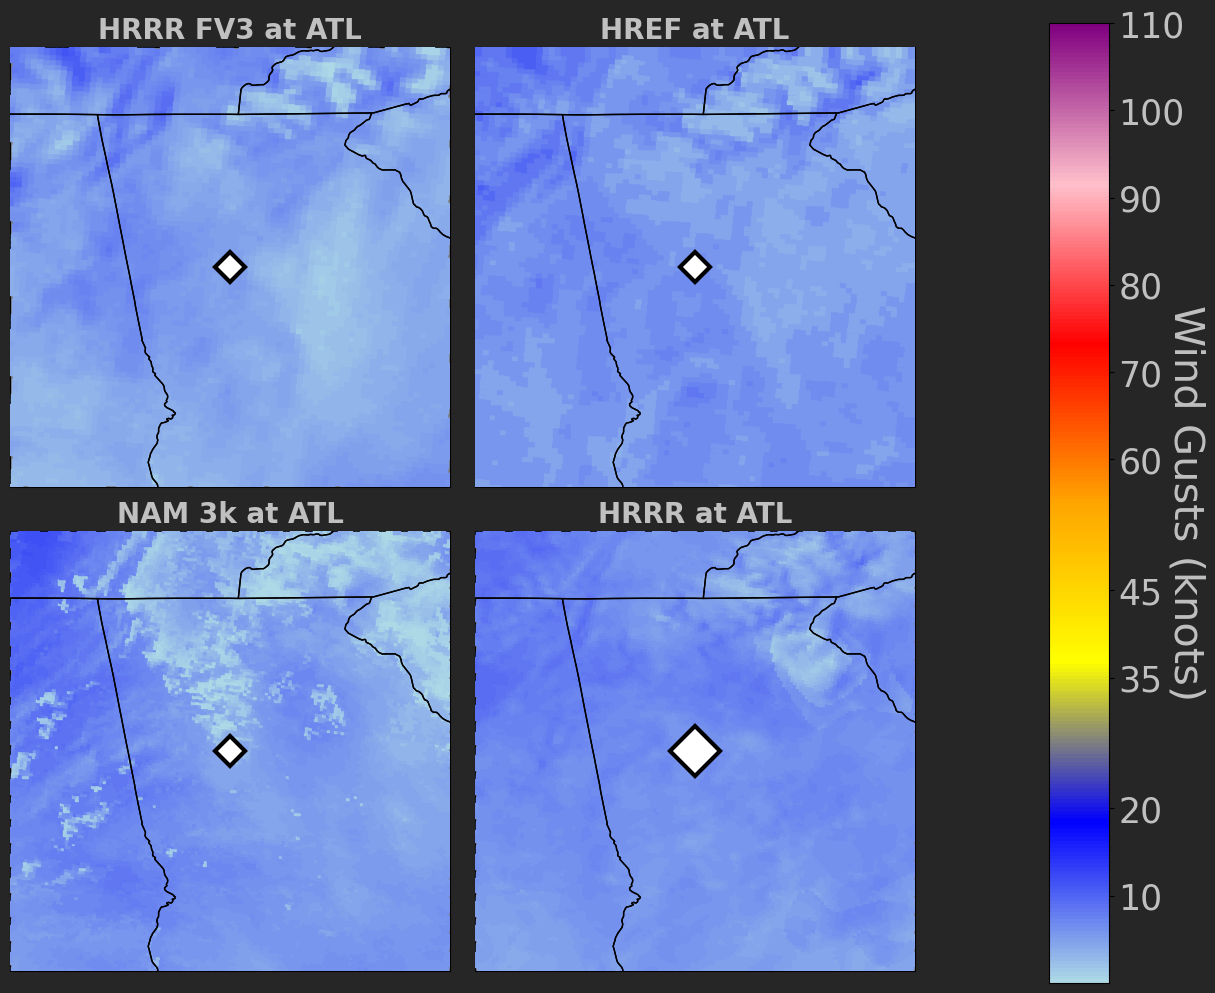 HRRR FV3 at ATL
HREF at ATL
NAM 3k at ATL
HRRR at ATL
110
100
90
80
70
60
45
35
20
10
Wind Gusts (knots)